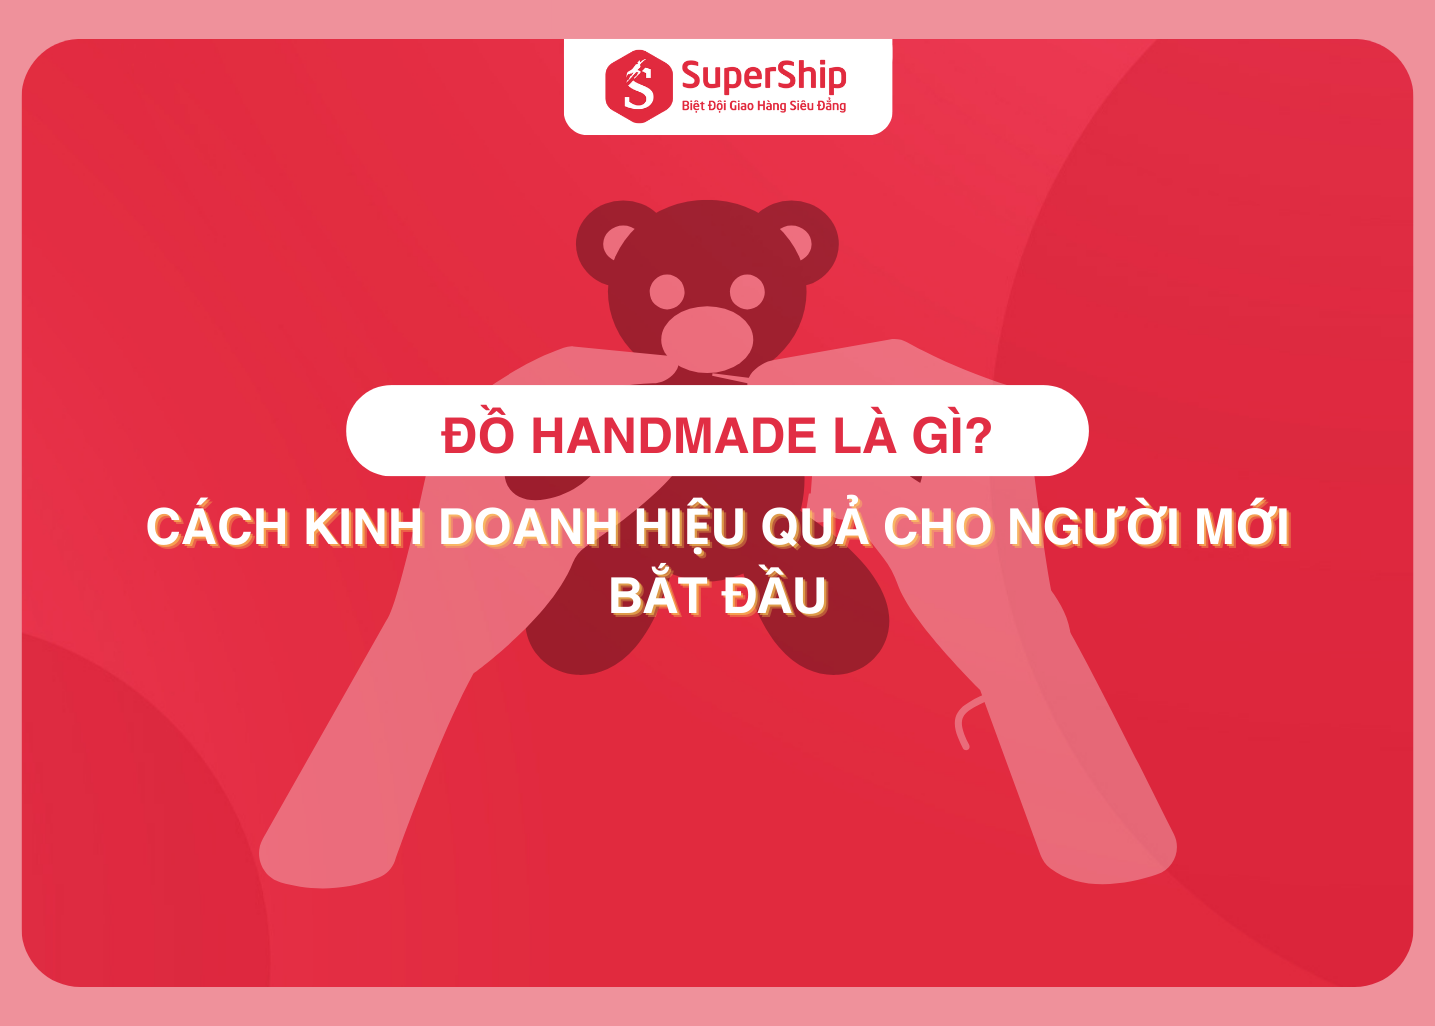 SuperShip
Biệt Đội Giao Hàng Siêu Đẳng
ĐỒ HANDMADE LÀ GÌ?
CÁCH KINH DOANH HIỆU QUẢ CHO NGƯỜI MỚI
BẮT ĐẦU